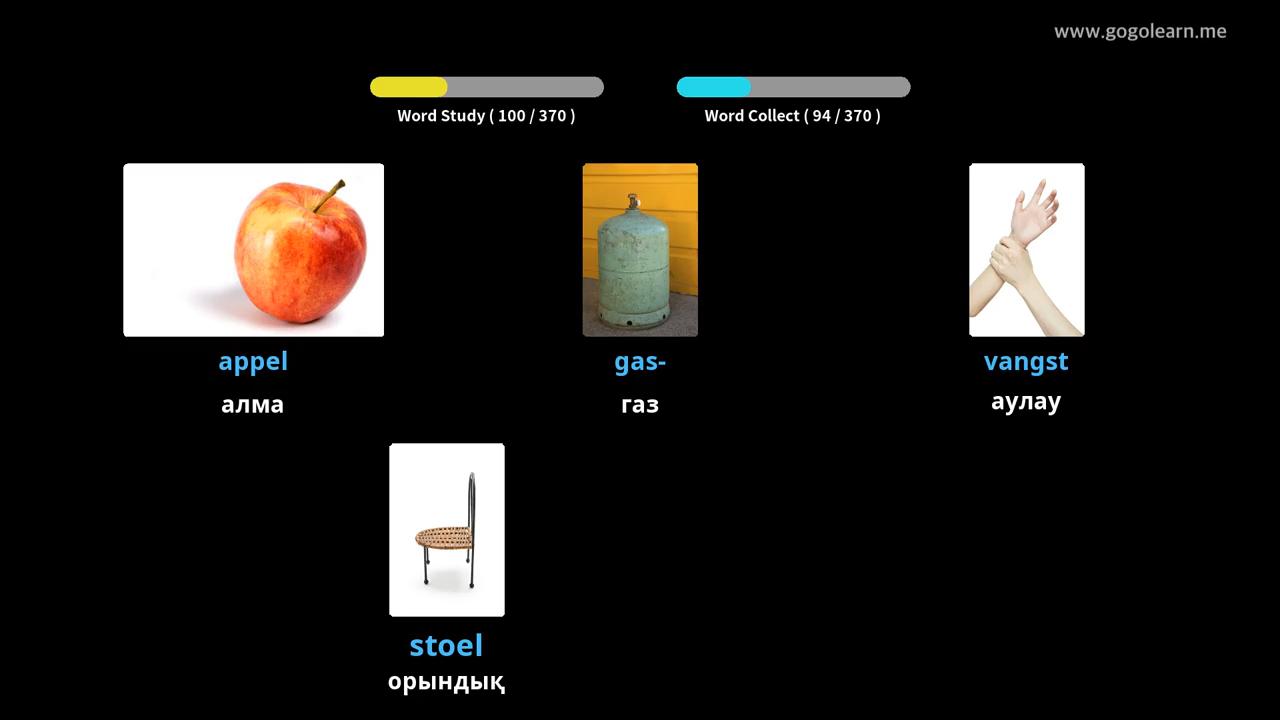 www.gogolearn.me
Word Study ( 100 / 370 )
Word Collect ( 94 / 370 )
appel
gas-
vangst
алма
газ
аулау
stoel
орындық